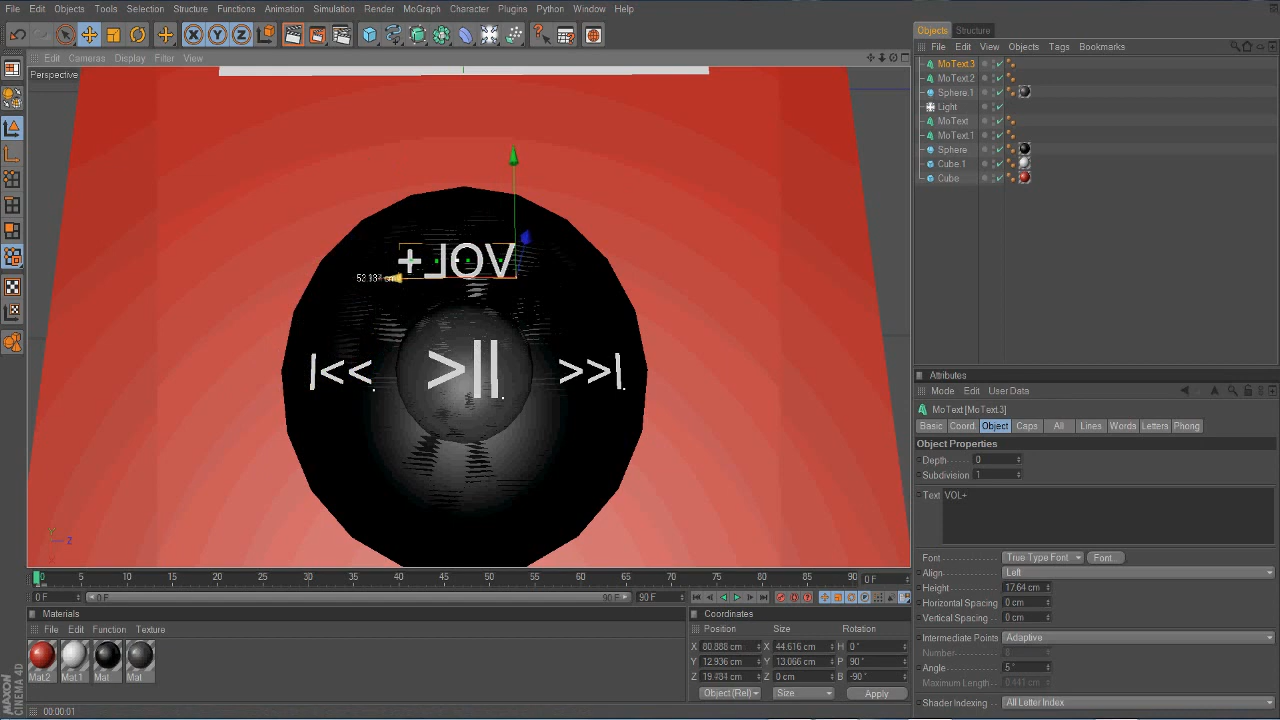 File Edit Objects Tools Selection Structure Functions Animation Simulation Render MoGraph Character Plugins Python Window Help
Edit Cameras Display Filter View
Perspective
+LOV
|<<. >||. >>|.
Y Z
0 5 10 15 20 25 30 35 40 45 50 55 60 65 70 75 80 85 90 0 F
0 F 0 F 90 F 90 F
Materials
File Edit Function Texture
Mat.2 Mat.1 Mat Mat
MAXON CINEMA 4D
00:00:01
Coordinates
Position Size Rotation
X 80.888 cm X 44.616 cm H 0 °
Y 12.936 cm Y 13.066 cm P 90 °
Z 19.484 cm Z 0 cm B -90 °
Object (Rel) Size Apply
Objects Structure
File Edit View Objects Tags Bookmarks
MoText.3
MoText.2
Sphere.1
Light
MoText
MoText.1
Sphere
Cube.1
Cube
Attributes
Mode Edit User Data
MoText [MoText.3]
Basic Coord. Object Caps All Lines Words Letters Phong
Object Properties
Depth 0
Subdivision 1
Text VOL+
Font True Type Font Font
Align Left
Height 17.64 cm
Horizontal Spacing 0 cm
Vertical Spacing 0 cm
Intermediate Points Adaptive
Number 8
Angle 5 °
Maximum Length 0.441 cm
Shader Indexing All Letter Index